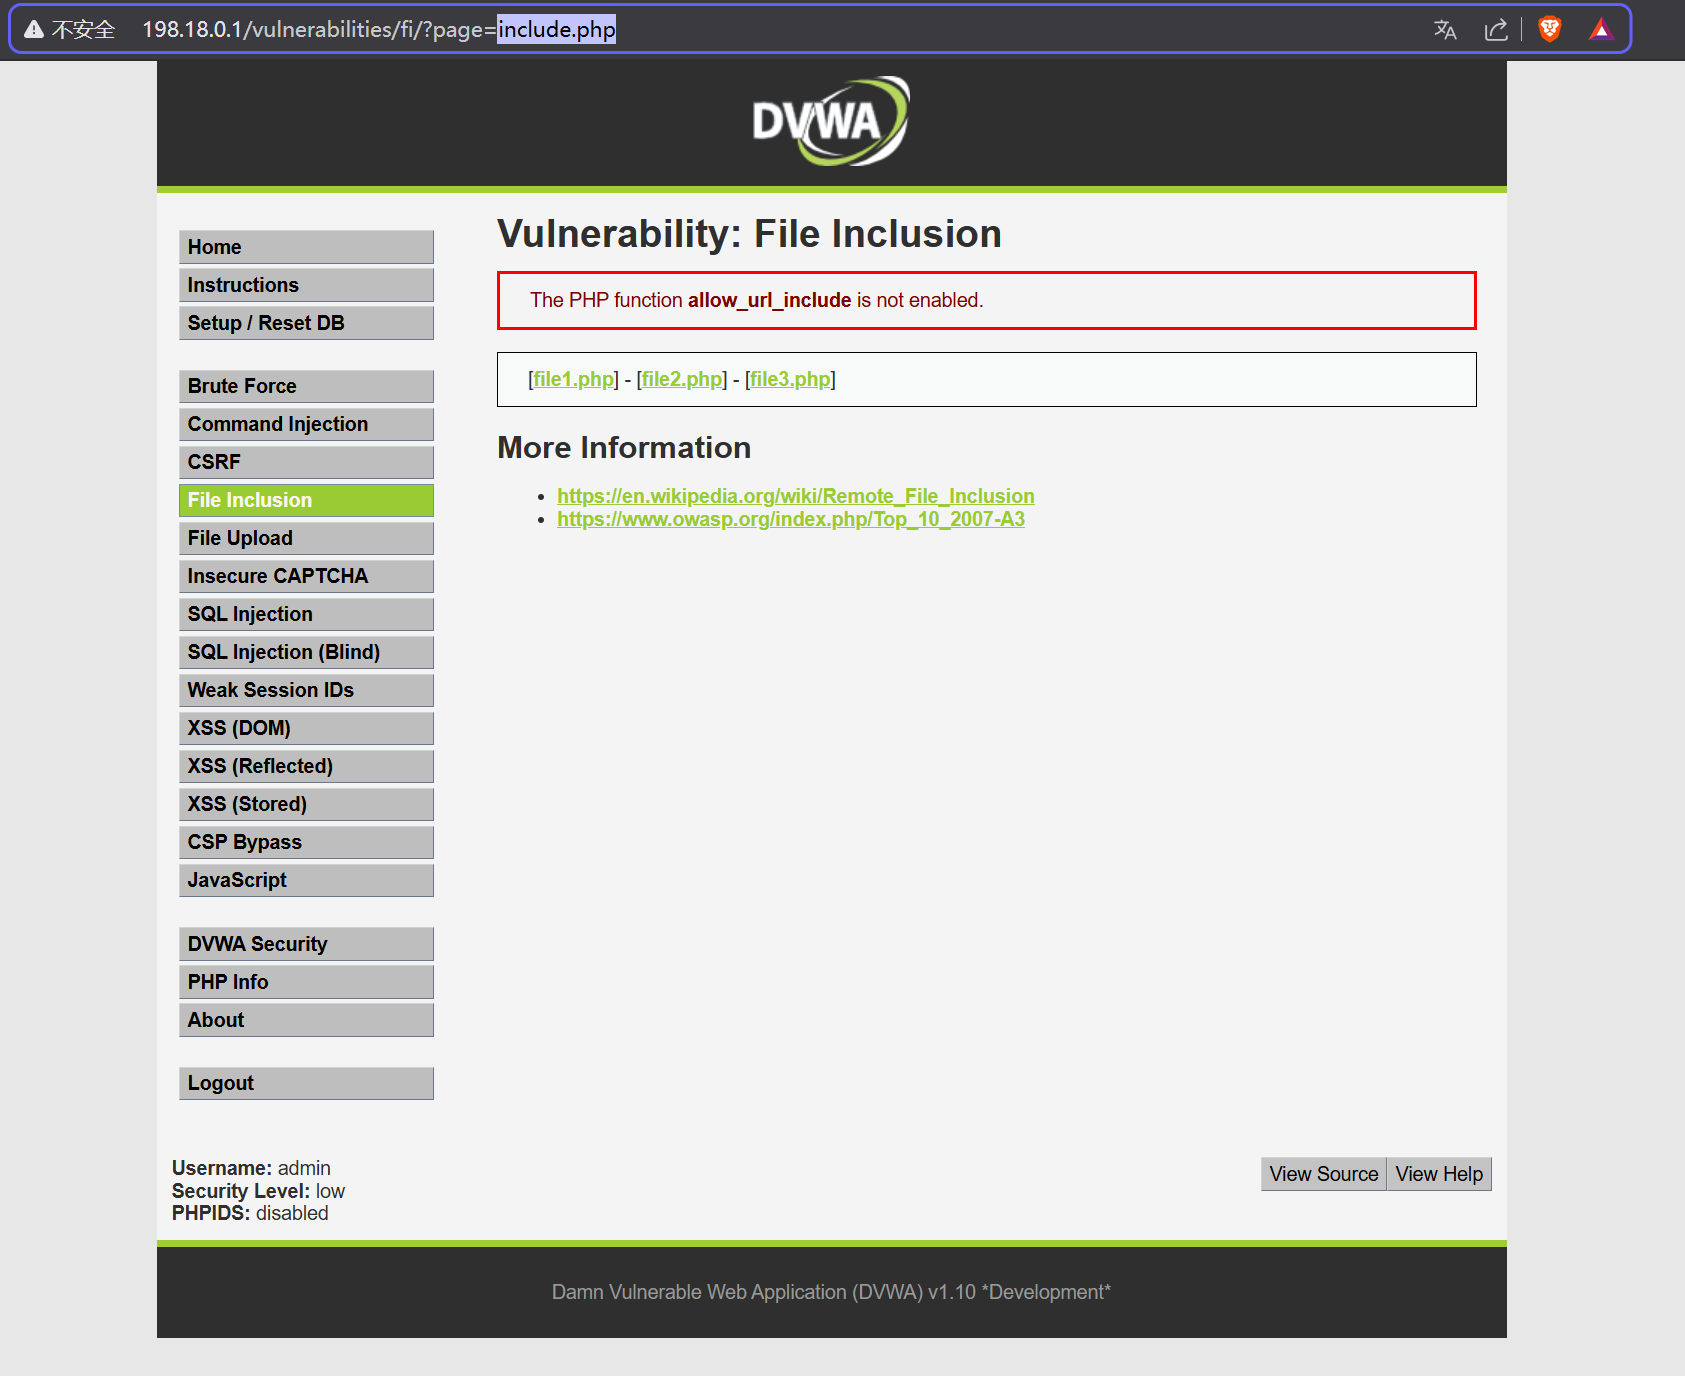 不安全 198.18.0.1/vulnerabilities/fi/?page=include.php
DVWA
Home
Instructions
Setup / Reset DB
Brute Force
Command Injection
CSRF
File Inclusion
File Upload
Insecure CAPTCHA
SQL Injection
SQL Injection (Blind)
Weak Session IDs
XSS (DOM)
XSS (Reflected)
XSS (Stored)
CSP Bypass
JavaScript
DVWA Security
PHP Info
About
Logout
Vulnerability: File Inclusion
The PHP function allow_url_include is not enabled.
[file1.php] - [file2.php] - [file3.php]
More Information
https://en.wikipedia.org/wiki/Remote_File_Inclusion
https://www.owasp.org/index.php/Top_10_2007-A3
Username: admin
Security Level: low
PHPIDS: disabled
View Source View Help
Damn Vulnerable Web Application (DVWA) v1.10 *Development*